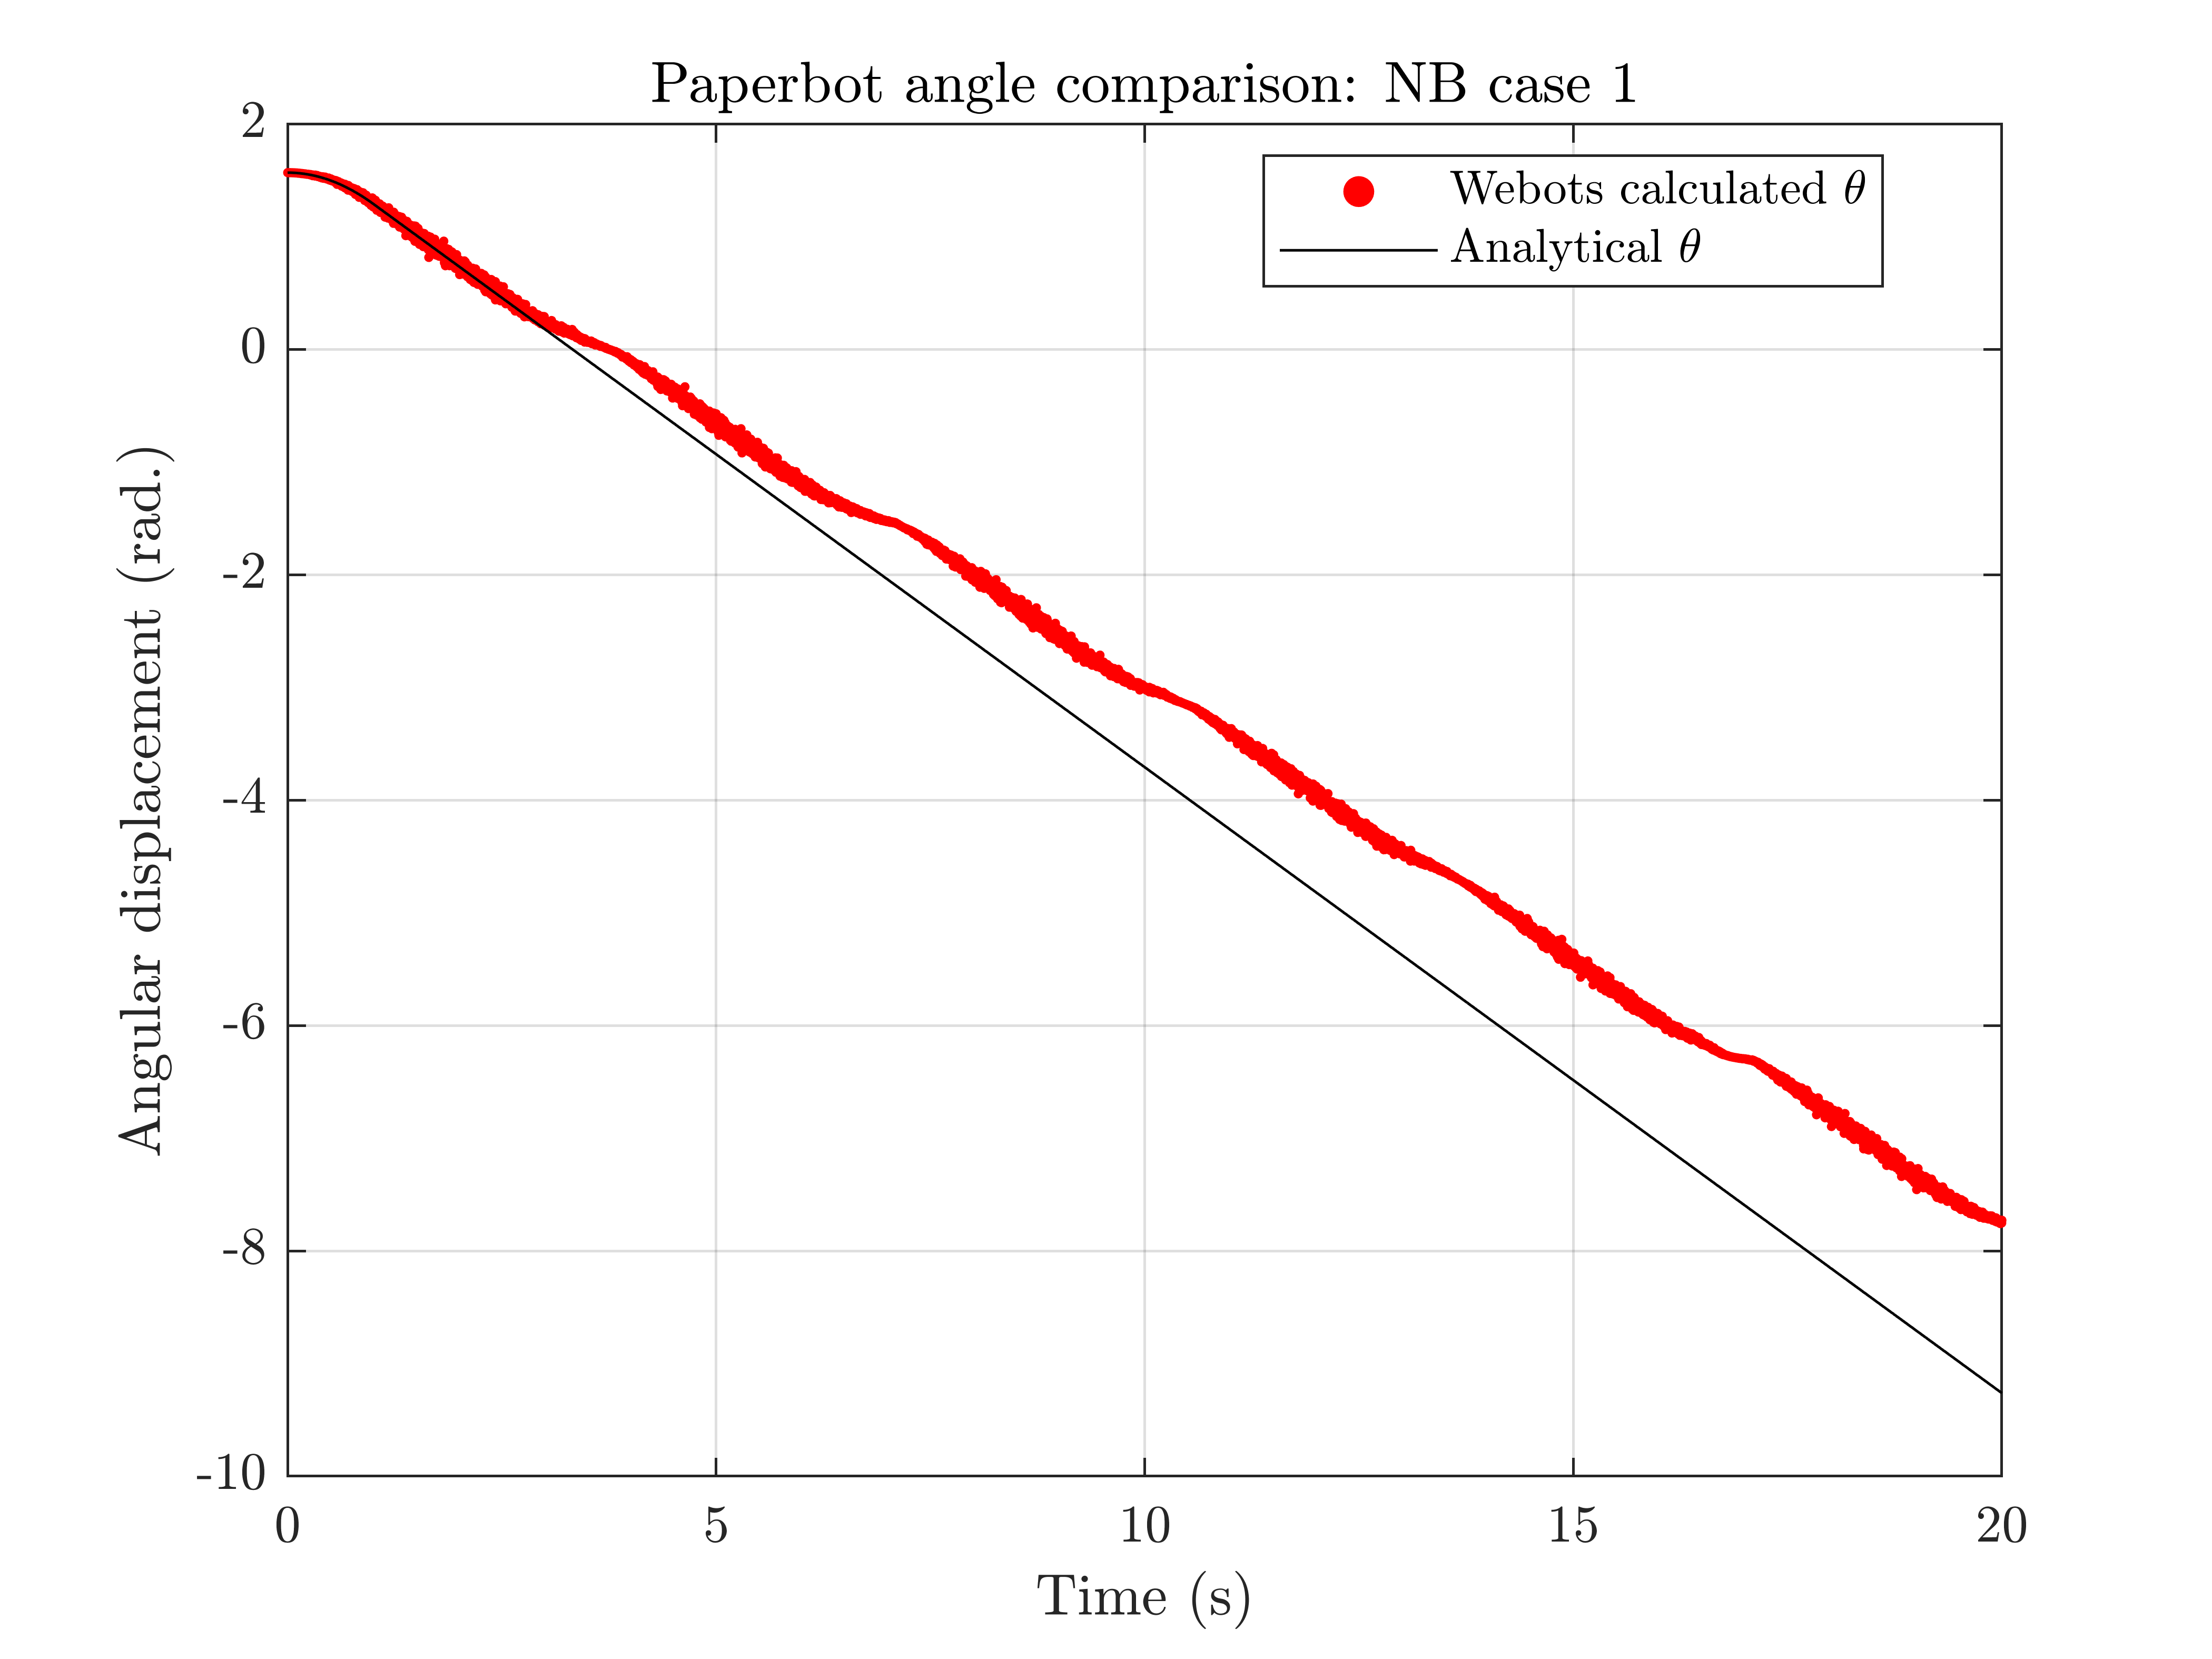 Paperbot angle comparison: NB case 1
Webots calculated θ
Analytical θ
2
0
-2
-4
-6
-8
-10
Angular displacement (rad.)
0 5 10 15 20
Time (s)